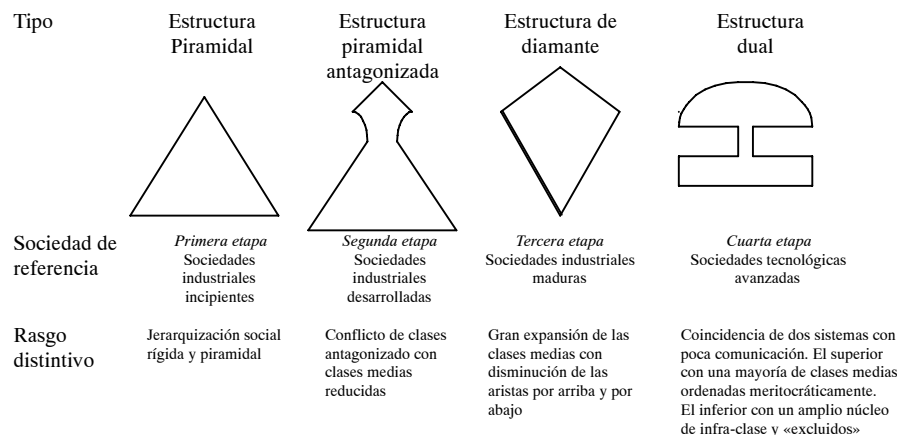 Tipo
Estructura
Piramidal
Estructura
piramidal
antagonizada
Estructura de
diamante
Estructura
dual
Sociedad de
referencia
Primera etapa
Sociedades
industriales
incipientes
Segunda etapa
Sociedades
industriales
desarrolladas
Tercera etapa
Sociedades industriales
maduras
Cuarta etapa
Sociedades tecnológicas
avanzadas
Rasgo
distintivo
Jerarquización social
rígida y piramidal
Conflicto de clases
antagonizado con
clases medias
reducidas
Gran expansión de las
clases medias con
disminución de las
aristas por arriba y por
abajo
Coincidencia de dos sistemas con
poca comunicación. El superior
con una mayoría de clases medias
ordenadas meritocráticamente.
El inferior con un amplio núcleo
de infra-clase y «excluidos»